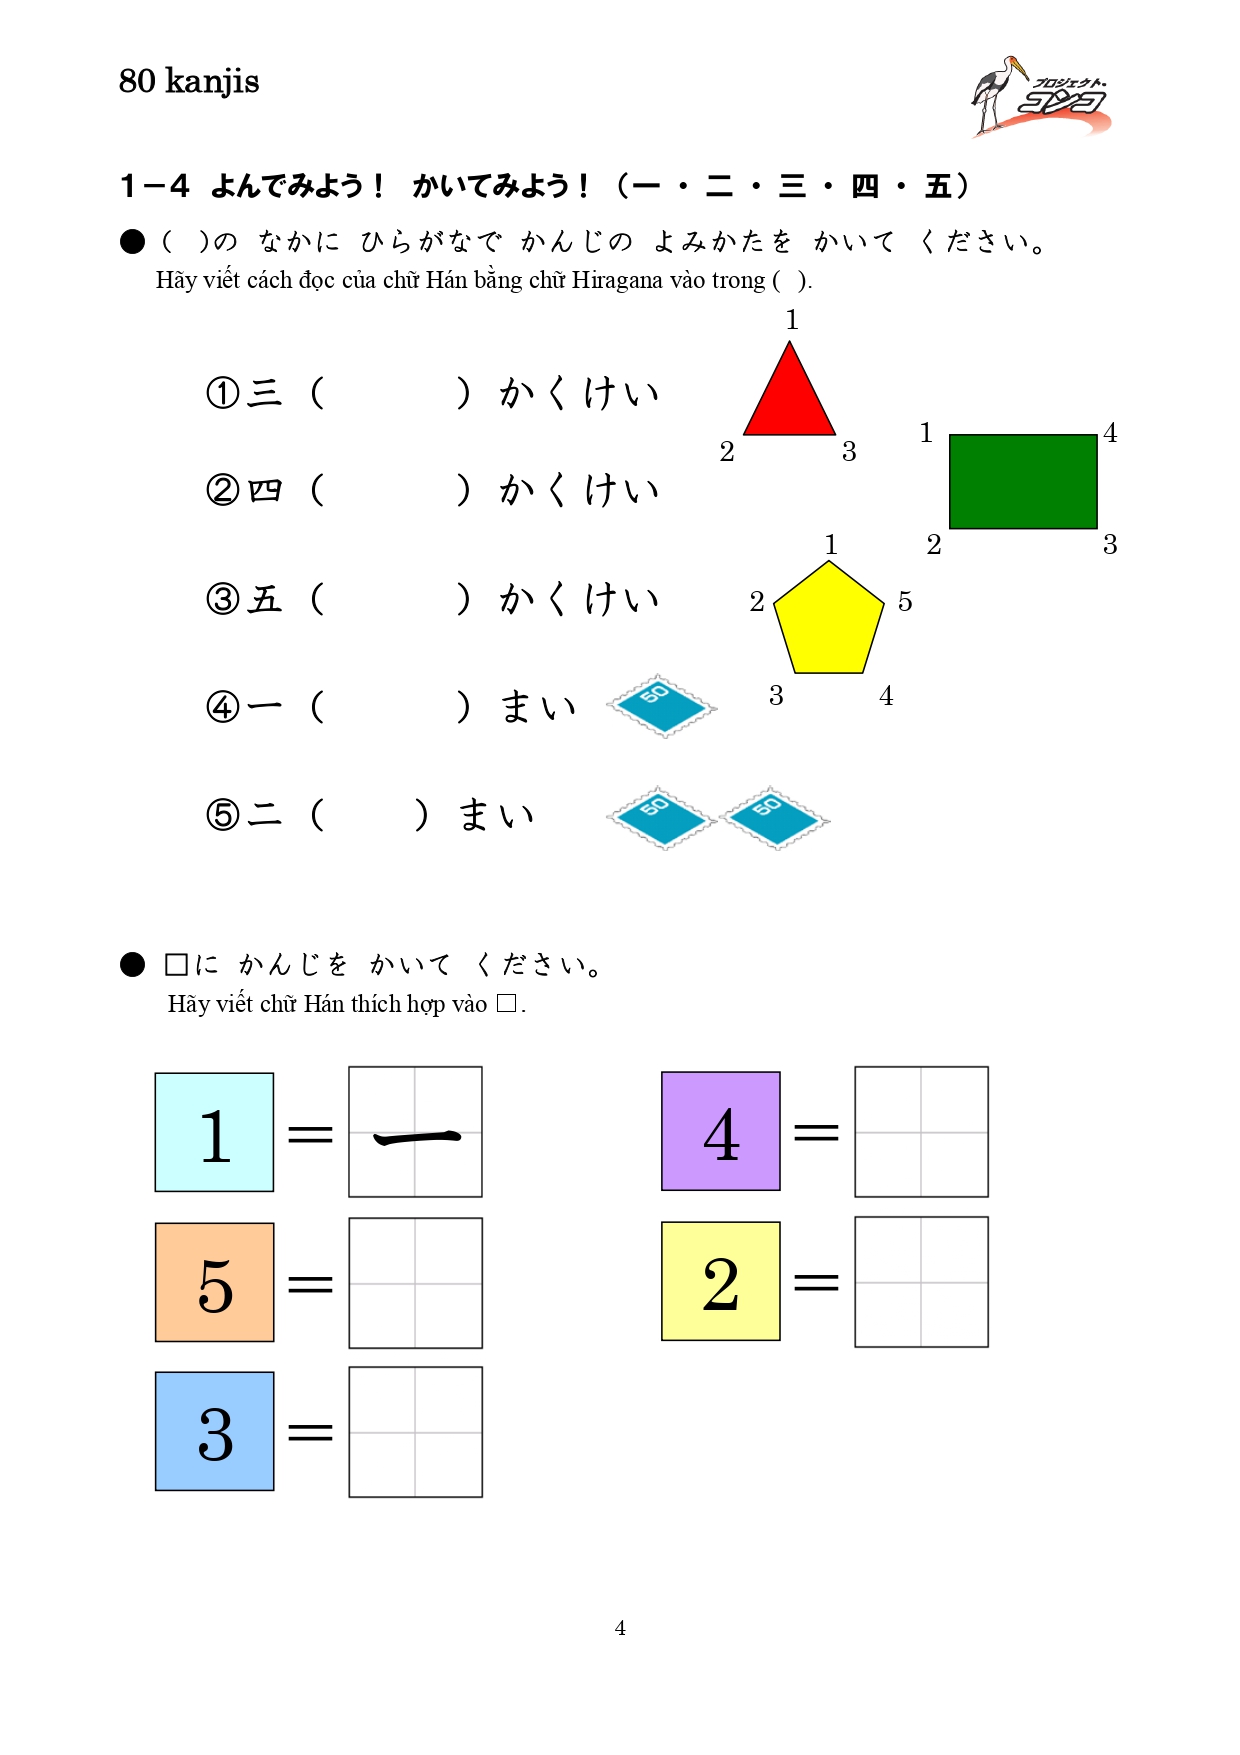 80 kanjis
プロジェクト・
コンコ
1－4 よんでみよう！ かいてみよう！（一・二・三・四・五）
● ( )の なかに ひらがなで かんじの よみかたを かいて ください。
Hãy viết cách đọc của chữ Hán bằng chữ Hiragana vào trong ( ).
①三（ ）かくけい
1
2 3
②四（ ）かくけい
1 4
2 3
③五（ ）かくけい
1
2 5
3 4
④一（ ）まい
50
⑤二（ ）まい
50 50
● □に かんじを かいて ください。
Hãy viết chữ Hán thích hợp vào □.
1 = 一
4 =
5 =
2 =
3 =
4